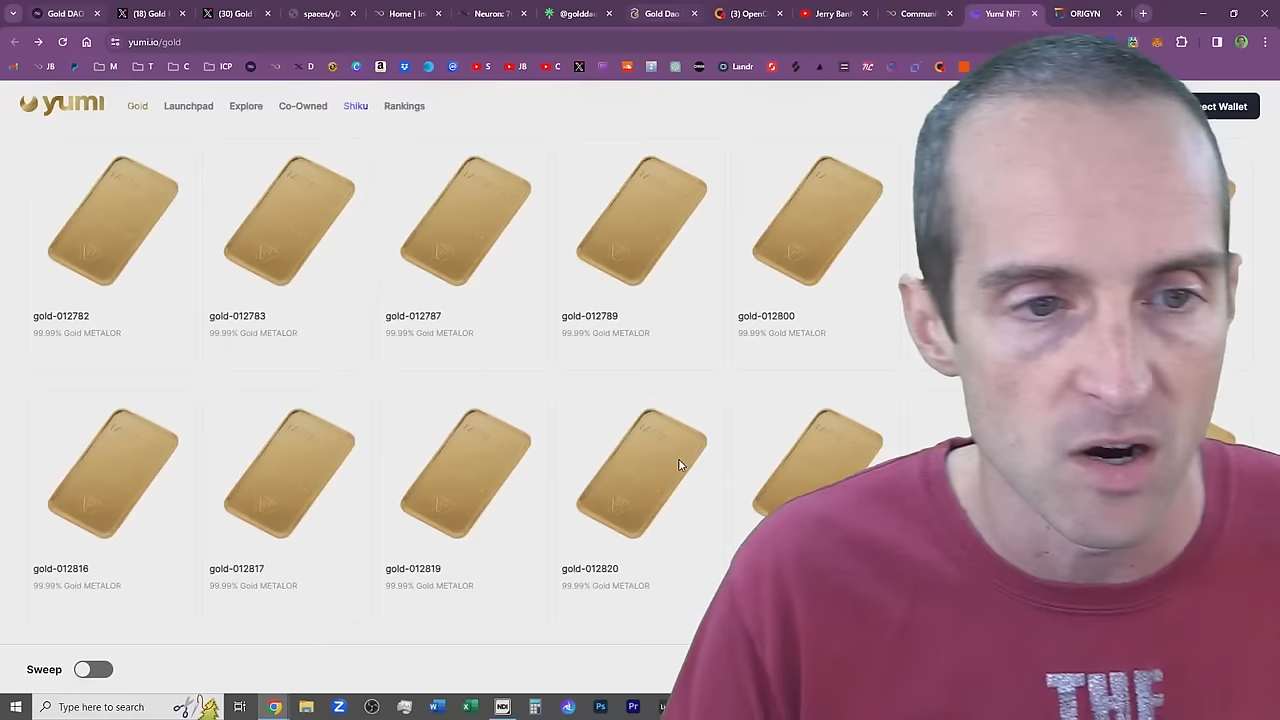 Gold DAO
(18) Gold
(30) Gold
spaces/yD
Home | In
Neuron: 7
@golddao
Gold Dao
(3) OpenC
Jerry Bant
Communi
Yumi NFT
ORIGYN
yumi.io/gold
JB
M
T
C
ICP
D
S
JB
C
Landr
yumi
Gold
Launchpad
Explore
Co-Owned
Shiku
Rankings
ect Wallet
gold-012782
gold-012783
gold-012787
gold-012789
gold-012800
99.99% Gold METALOR
99.99% Gold METALOR
99.99% Gold METALOR
99.99% Gold METALOR
99.99% Gold METALOR
gold-012816
gold-012817
gold-012819
gold-012820
99.99% Gold METALOR
99.99% Gold METALOR
99.99% Gold METALOR
99.99% Gold METALOR
Sweep
THE
Type here to search